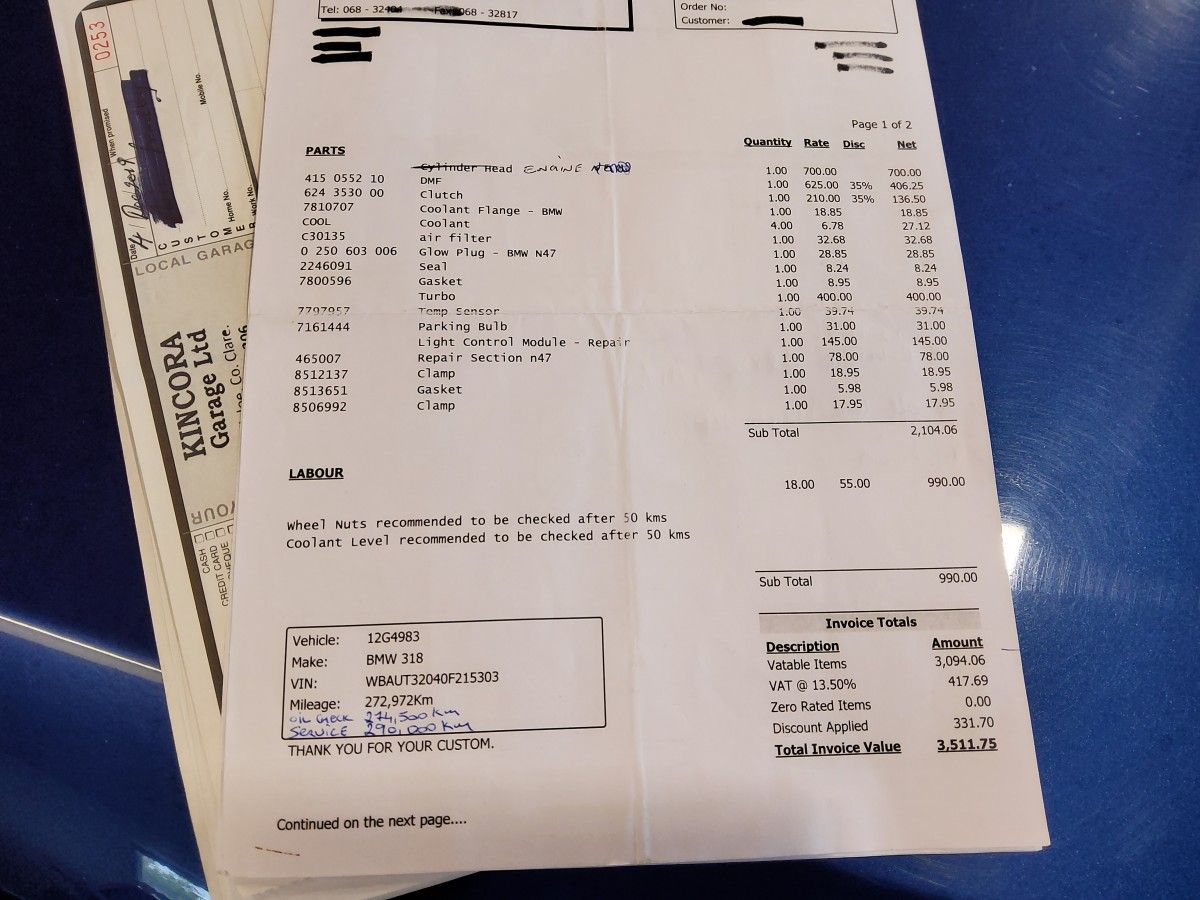 Tel: 068 - 32 Fax: 068 - 32817
Order No:
Customer:
Page 1 of 2
PARTS Quantity Rate Disc Net
Cylinder Head ENGINE 1.00 700.00 700.00
415 0552 10 DMF 1.00 625.00 35% 406.25
624 3530 00 Clutch 1.00 210.00 35% 136.50
7810707 Coolant Flange - BMW 1.00 18.85 18.85
COOL Coolant 4.00 6.78 27.12
C30135 air filter 1.00 32.68 32.68
0 250 603 006 Glow Plug - BMW N47 1.00 28.85 28.85
2246091 Seal 1.00 8.24 8.24
7800596 Gasket 1.00 8.95 8.95
Turbo 1.00 400.00 400.00
7797957 Temp Sensor 1.00 39.74 39.74
7161444 Parking Bulb 1.00 31.00 31.00
Light Control Module - Repair 1.00 145.00 145.00
465007 Repair Section n47 1.00 78.00 78.00
8512137 Clamp 1.00 18.95 18.95
8513651 Gasket 1.00 5.98 5.98
8506992 Clamp 1.00 17.95 17.95
Sub Total 2,104.06
LABOUR
18.00 55.00 990.00
Wheel Nuts recommended to be checked after 50 kms
Coolant Level recommended to be checked after 50 kms
Sub Total 990.00
Invoice Totals
Description Amount
Vatable Items 3,094.06
VAT @ 13.50% 417.69
Zero Rated Items 0.00
Discount Applied 331.70
Total Invoice Value 3,511.75
Vehicle: 12G4983
Make: BMW 318
VIN: WBAUT32040F215303
Mileage: 272,972Km
OIL CHECK 274,500 Km
SERVICE 290,000 Km
THANK YOU FOR YOUR CUSTOM.
Continued on the next page....
0253
When promised
Date 4 2019
Mobile No.
Home No.
Work No.
CUSTOMER
LOCAL GARAG
KINCORA
Garage Ltd
Co. Clare.
YOUR
CASH
CREDIT CARD
CHEQUE